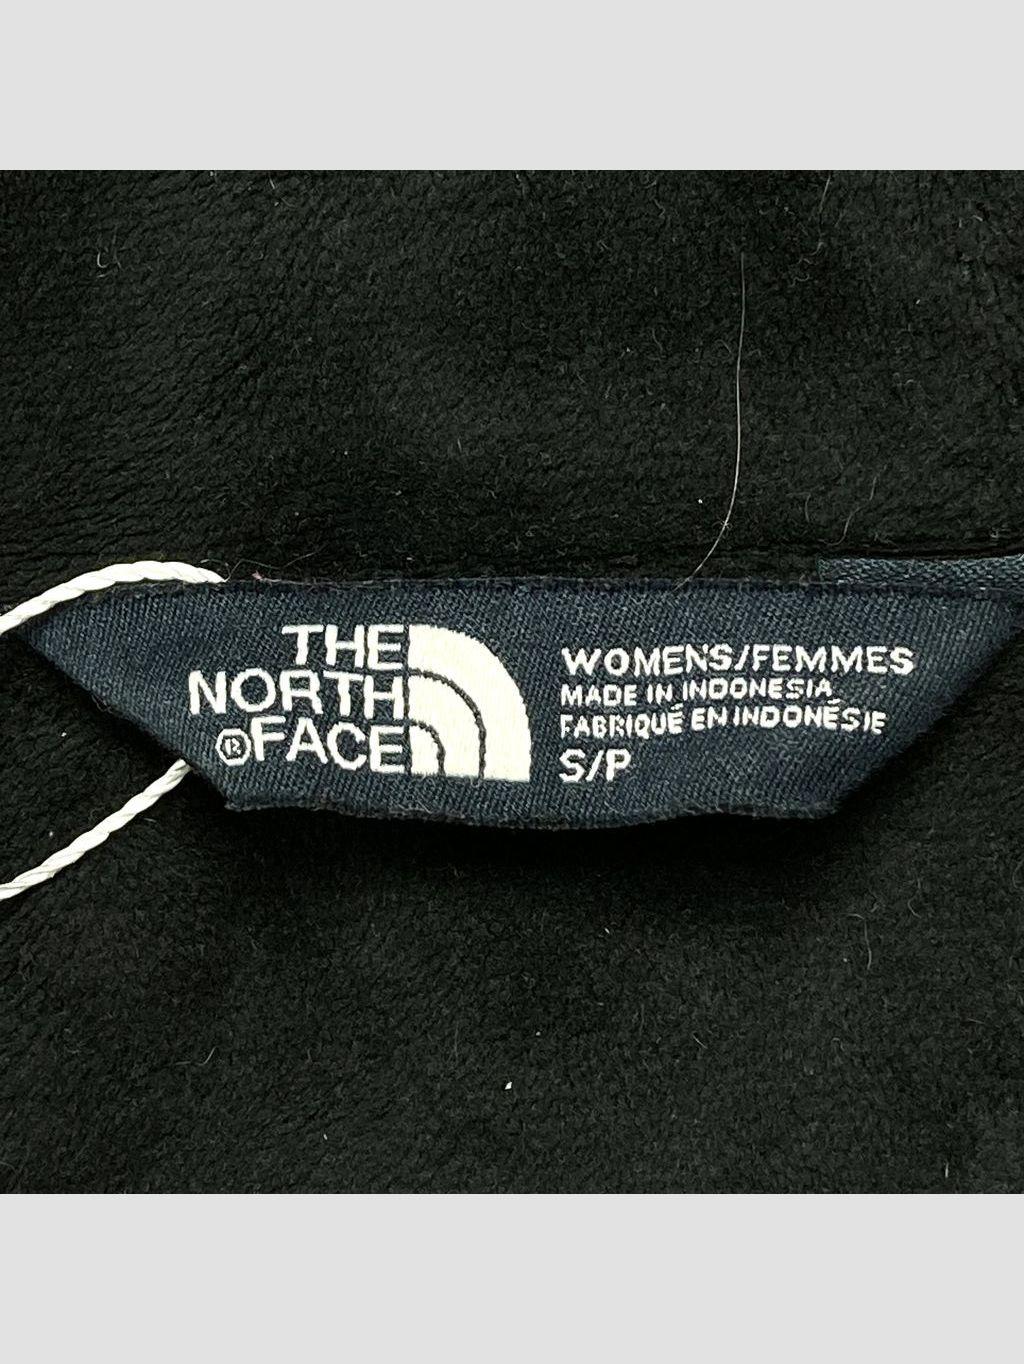 THE
NORTH
®FACE
WOMENS/FEMMES
MADE IN INDONESIA
FABRIQUÉ EN INDONÉSIE
S/P